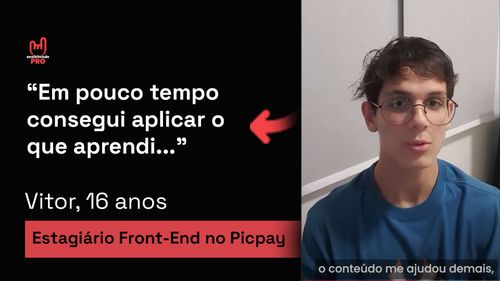 PRO
“Em pouco tempo
consegui aplicar o
que aprendi...”
Vitor, 16 anos
Estagiário Front-End no Picpay
o conteúdo me ajudou demais,